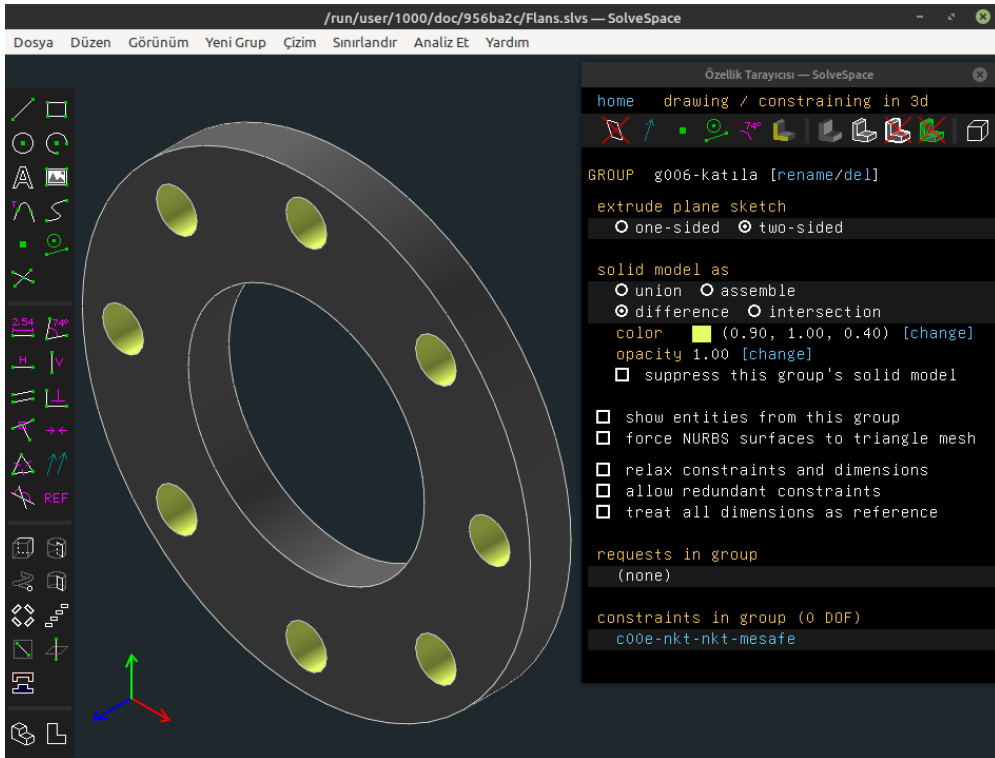 /run/user/1000/doc/956ba2c/Flans.slvs — SolveSpace
Dosya Düzen Görünüm Yeni Grup Çizim Sınırlandır Analiz Et Yardım
Özellik Tarayıcısı — SolveSpace
home drawing / constraining in 3d
74°
GROUP g006-katıla [rename/del]
extrude plane sketch
one-sided two-sided
solid model as
union assemble
difference intersection
color (0.90, 1.00, 0.40) [change]
opacity 1.00 [change]
suppress this group's solid model
show entities from this group
force NURBS surfaces to triangle mesh
relax constraints and dimensions
allow redundant constraints
treat all dimensions as reference
requests in group
(none)
constraints in group (0 DOF)
c00e-nkt-nkt-mesafe
A
T
2.54 74°
H V
REF